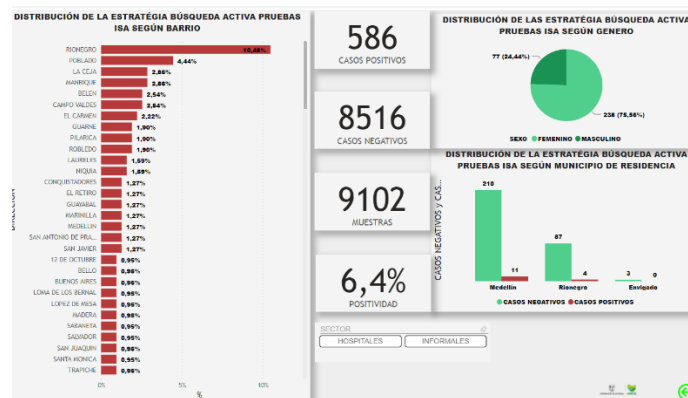 DISTRIBUCIÓN DE LA ESTRATÉGIA BÚSQUEDA ACTIVA PRUEBAS
ISA SEGÚN BARRIO
RIONEGRO 10,48%
POBLADO 4,44%
LA CEJA 2,86%
MANRIQUE 2,86%
BELEN 2,54%
CAMPO VALDES 2,54%
EL CARMEN 2,22%
GUARNE 1,90%
PILARICA 1,90%
ROBLEDO 1,90%
LAURELES 1,59%
NIQUIA 1,59%
CONQUISTADORES 1,27%
EL RETIRO 1,27%
GUAYABAL 1,27%
MARINILLA 1,27%
MEDELLIN 1,27%
SAN ANTONIO DE PRA... 1,27%
SAN JAVIER 1,27%
12 DE OCTUBRE 0,95%
BELLO 0,95%
BUENOS AIRES 0,95%
LOMA DE LOS BERNAL 0,95%
LOPEZ DE MESA 0,95%
MADERA 0,95%
SABANETA 0,95%
SALVADOR 0,95%
SAN JUAQUIN 0,95%
SANTA MONICA 0,95%
TRAPICHE 0,95%
0% 5% 10%
%
DIRECCION
586
CASOS POSITIVOS
8516
CASOS NEGATIVOS
9102
MUESTRAS
6,4%
POSITIVIDAD
SECTOR
HOSPITALES INFORMALES
DISTRIBUCIÓN DE LAS ESTRATÉGIA BÚSQUEDA ACTIVA
PRUEBAS ISA SEGÚN GENERO
77 (24,44%)
238 (75,56%)
SEXO FEMENINO MASCULINO
DISTRIBUCIÓN DE LA ESTRATÉGIA BÚSQUEDA ACTIVA
PRUEBAS ISA SEGÚN MUNICIPIO DE RESIDENCIA
CASOS NEGATIVOS y CAS...
210 11 87 4 3 0
Medellín Rionegro Envigado
CASOS NEGATIVOS CASOS POSITIVOS